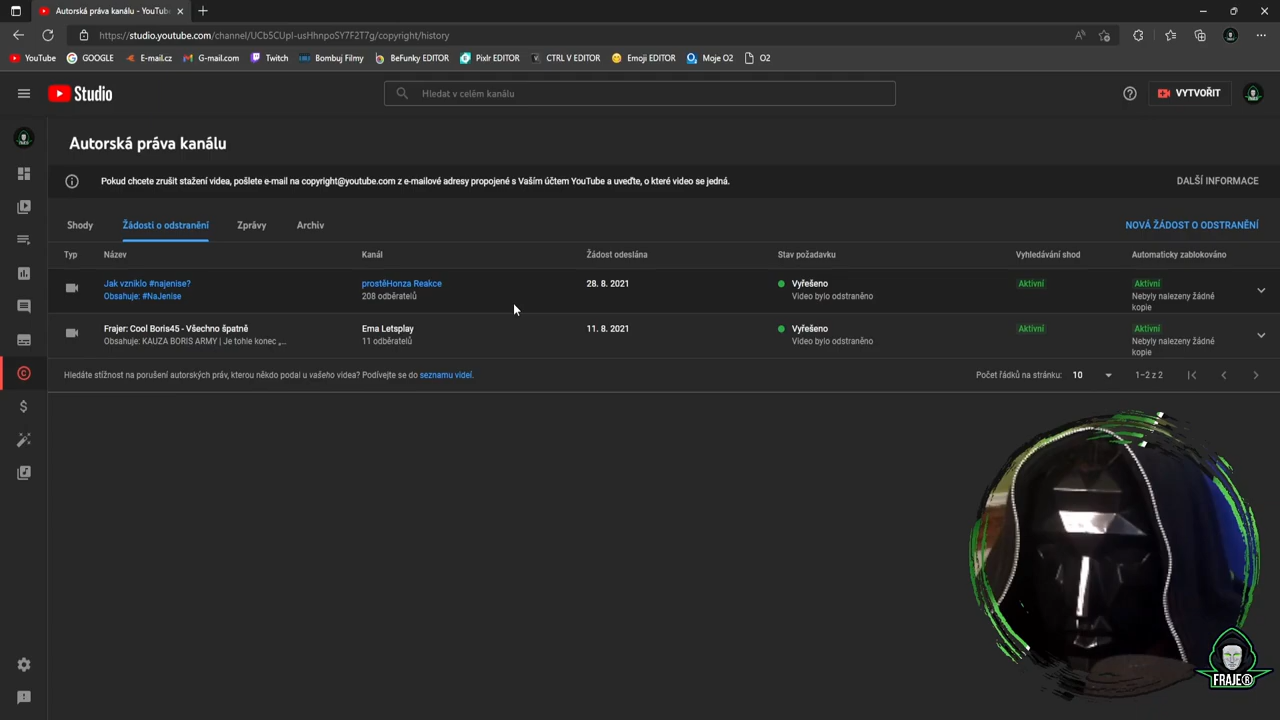 Autorská práva kanálu - YouTub
https://studio.youtube.com/channel/UCb5CUpI-usHhnpoSY7F2T7g/copyright/history
YouTube
GOOGLE
E-mail.cz
G-mail.com
Twitch
Bombuj Filmy
BeFunky EDITOR
Pixlr EDITOR
CTRL V EDITOR
Emoji EDITOR
Moje O2
O2
Studio
Hledat v celém kanálu
VYTVOŘIT
Autorská práva kanálu
Pokud chcete zrušit stažení videa, pošlete e-mail na copyright@youtube.com z e-mailové adresy propojené s Vaším účtem YouTube a uveďte, o které video se jedná.
DALŠÍ INFORMACE
Shody
Žádosti o odstranění
Zprávy
Archiv
NOVÁ ŽÁDOST O ODSTRANĚNÍ
Typ
Název
Kanál
Žádost odeslána
Stav požadavku
Vyhledávání shod
Automaticky zablokováno
Jak vzniklo #najenise?
Obsahuje: #NaJenise
prostěHonza Reakce
208 odběratelů
28. 8. 2021
Vyřešeno
Video bylo odstraněno
Aktivní
Aktivní
Nebyly nalezeny žádné
kopie
Frajer: Cool Boris45 - Všechno špatně
Obsahuje: KAUZA BORIS ARMY | Je tohle konec „...
Ema Letsplay
11 odběratelů
11. 8. 2021
Vyřešeno
Video bylo odstraněno
Aktivní
Aktivní
Nebyly nalezeny žádné
kopie
Hledáte stížnost na porušení autorských práv, kterou někdo podal u vašeho videa? Podívejte se do seznamu videí.
Počet řádků na stránku:
10
1–2 z 2
FRAJE®